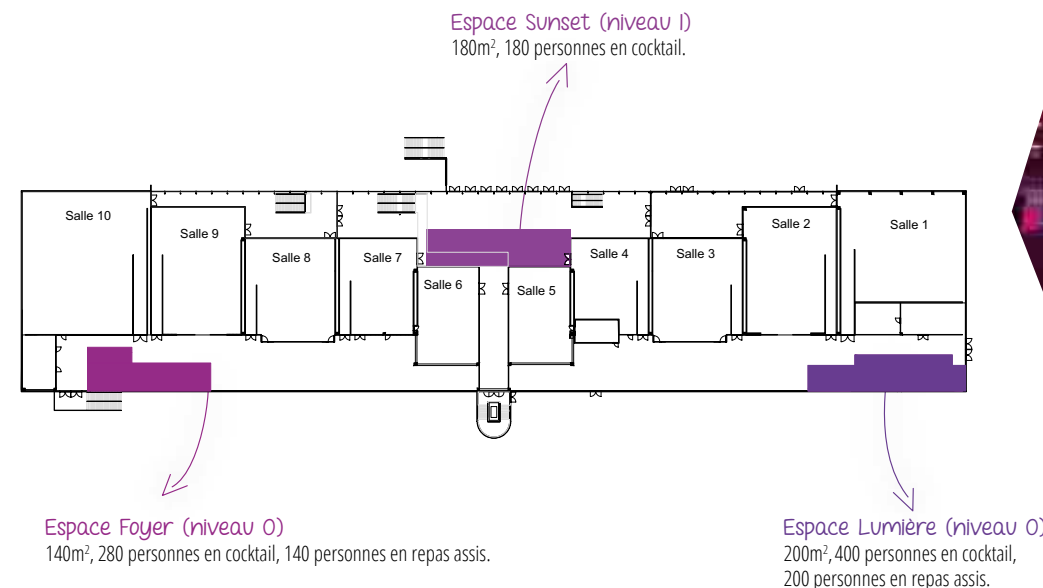 Espace Sunset (niveau 1)
180m², 180 personnes en cocktail.
Salle 10
Salle 9
Salle 8
Salle 7
Salle 6
Salle 5
Salle 4
Salle 3
Salle 2
Salle 1
Espace Foyer (niveau 0)
140m², 280 personnes en cocktail, 140 personnes en repas assis.
Espace Lumière (niveau 0)
200m², 400 personnes en cocktail,
200 personnes en repas assis.